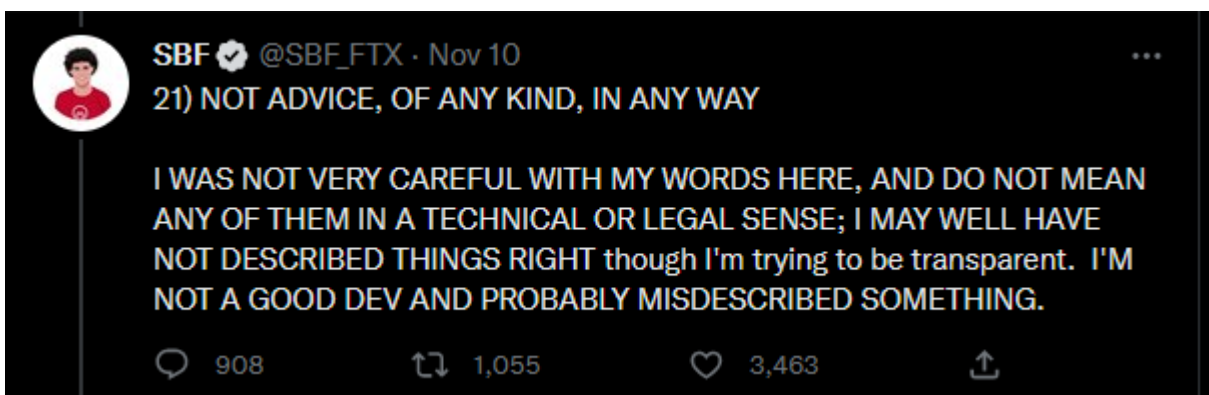 SBF @SBF_FTX · Nov 10
21) NOT ADVICE, OF ANY KIND, IN ANY WAY
I WAS NOT VERY CAREFUL WITH MY WORDS HERE, AND DO NOT MEAN
ANY OF THEM IN A TECHNICAL OR LEGAL SENSE; I MAY WELL HAVE
NOT DESCRIBED THINGS RIGHT though I'm trying to be transparent. I'M
NOT A GOOD DEV AND PROBABLY MISDESCRIBED SOMETHING.
908 1,055 3,463